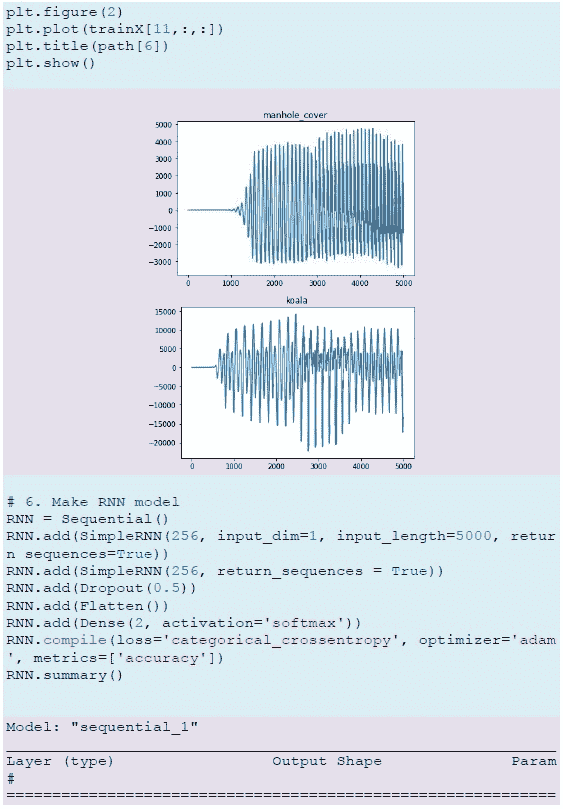 plt.figure(2)
plt.plot(trainX[11,:,:])
plt.title(path[6])
plt.show()
manhole_cover
5000
4000
3000
2000
1000
0
−1000
−2000
−3000
0 1000 2000 3000 4000 5000
koala
15000
10000
5000
0
−5000
−10000
−15000
−20000
0 1000 2000 3000 4000 5000
# 6. Make RNN model
RNN = Sequential()
RNN.add(SimpleRNN(256, input_dim=1, input_length=5000, retur
n_sequences=True))
RNN.add(SimpleRNN(256, return_sequences = True))
RNN.add(Dropout(0.5))
RNN.add(Flatten())
RNN.add(Dense(2, activation='softmax'))
RNN.compile(loss='categorical_crossentropy', optimizer='adam
', metrics=['accuracy'])
RNN.summary()
Model: "sequential_1"
Layer (type) Output Shape Param
#